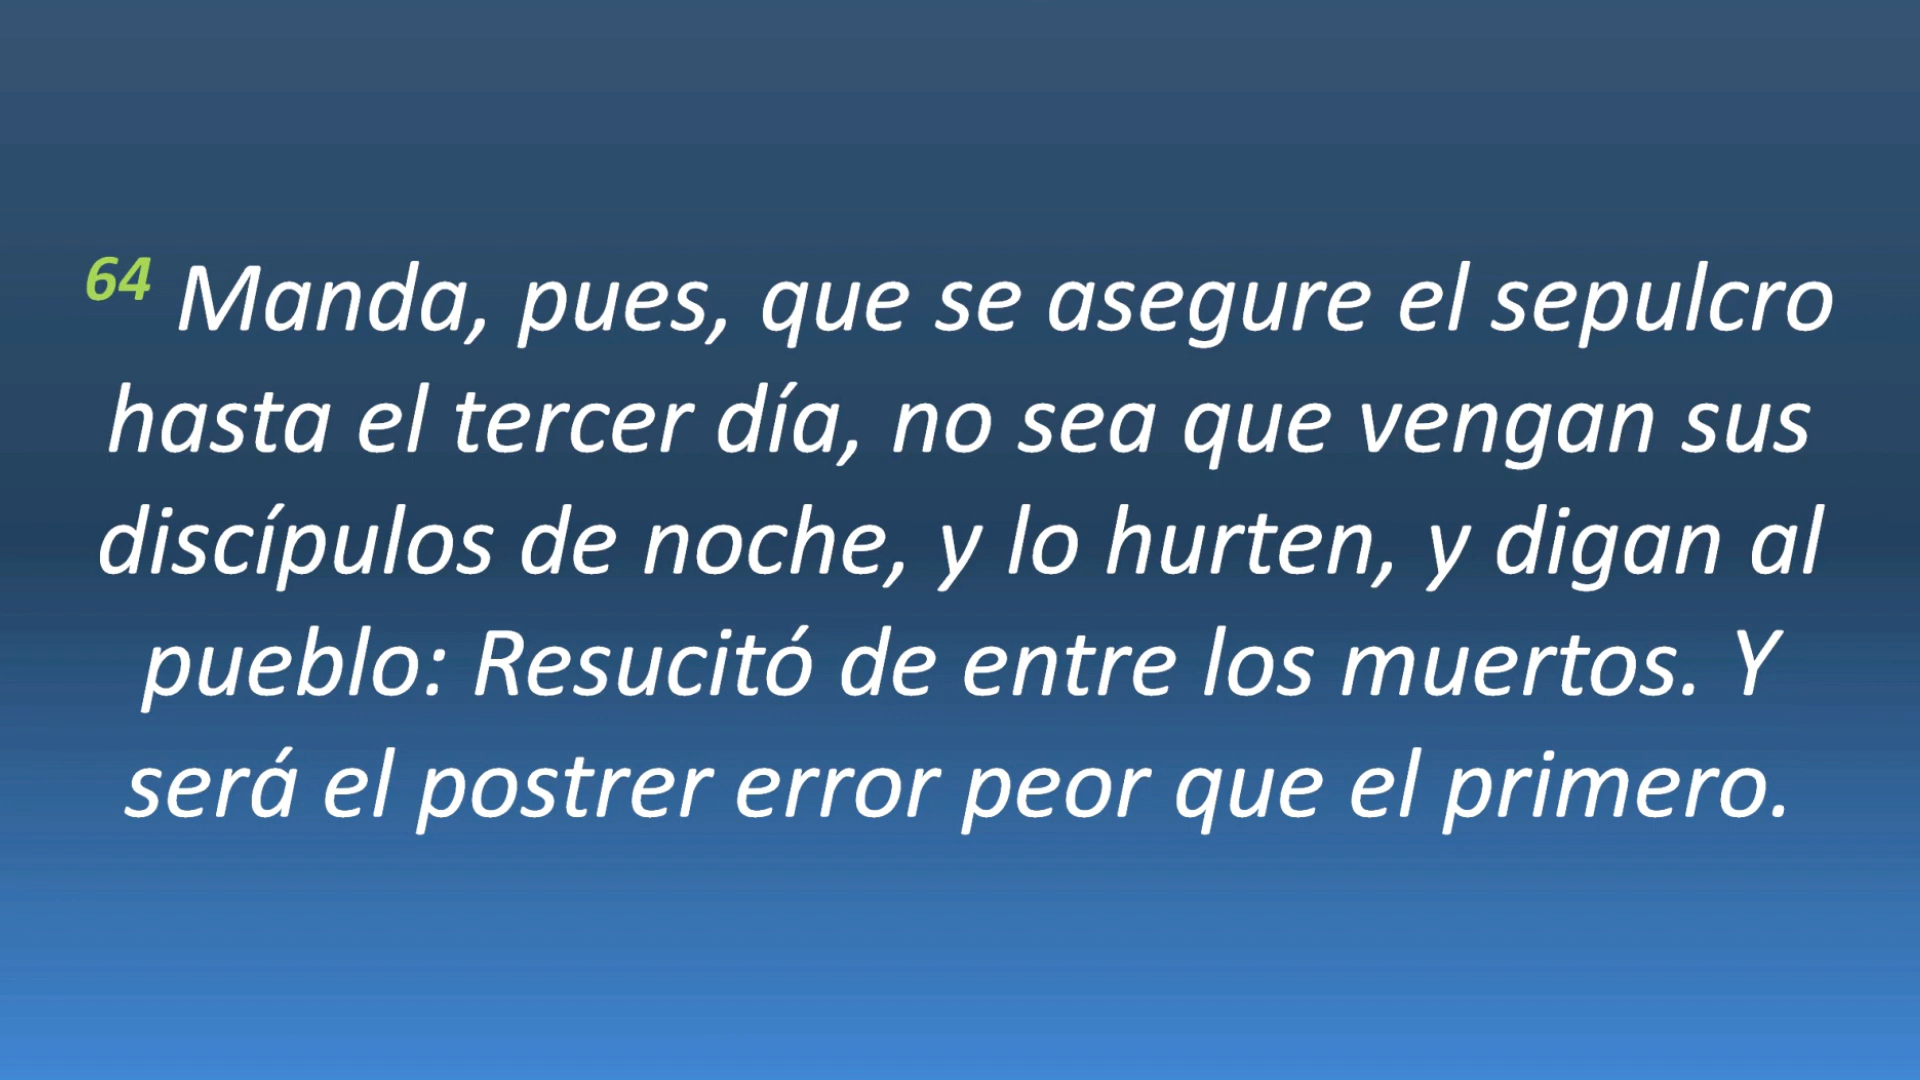 64 Manda, pues, que se asegure el sepulcro
hasta el tercer día, no sea que vengan sus
discípulos de noche, y lo hurten, y digan al
pueblo: Resucitó de entre los muertos. Y
será el postrer error peor que el primero.